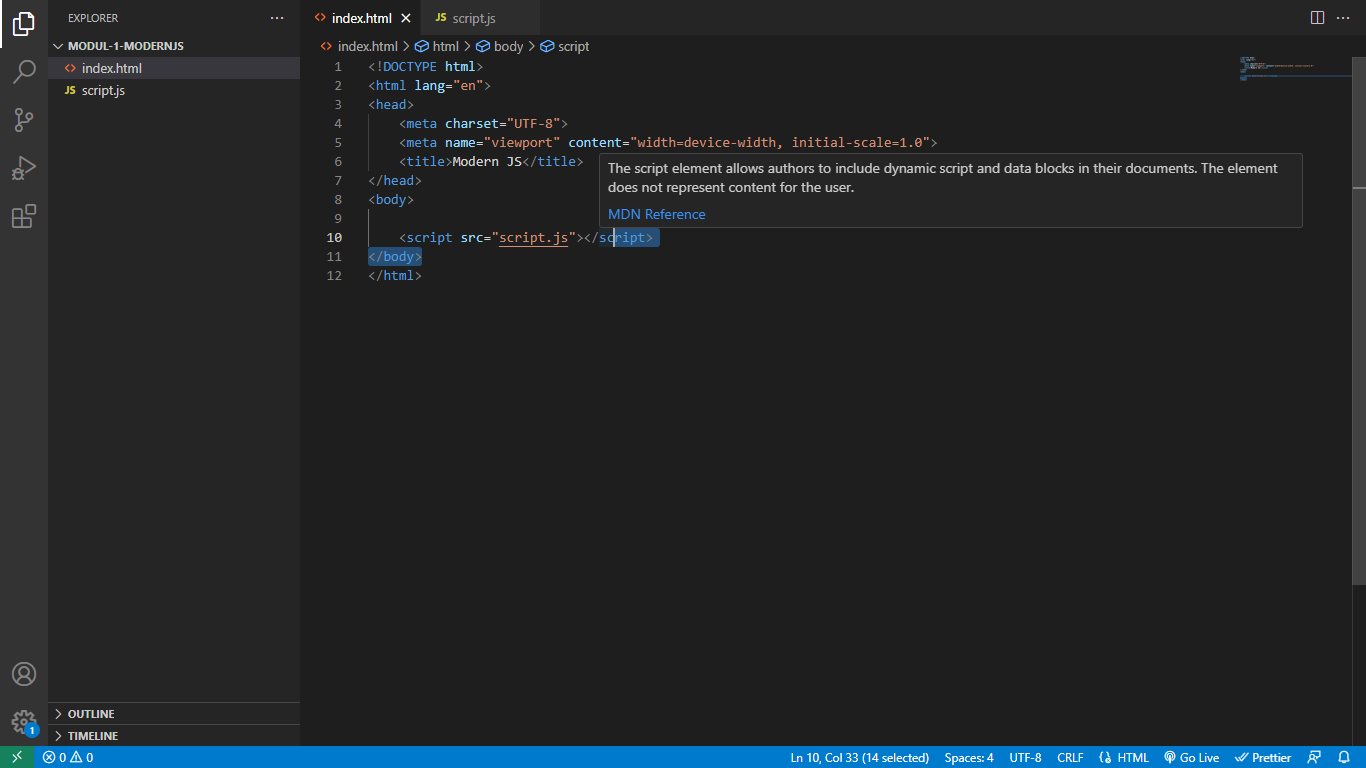 EXPLORER
MODUL-1-MODERNJS
index.html
JS script.js
OUTLINE
TIMELINE
index.html
JS script.js
index.html > html > body > script
1 <!DOCTYPE html>
2 <html lang="en">
3 <head>
4 <meta charset="UTF-8">
5 <meta name="viewport" content="width=device-width, initial-scale=1.0">
6 <title>Modern JS</title>
7 </head>
8 <body>
9
10 <script src="script.js"></script>
11 </body>
12 </html>
The script element allows authors to include dynamic script and data blocks in their documents. The element
does not represent content for the user.
MDN Reference
1
0 0
Ln 10, Col 33 (14 selected) Spaces: 4 UTF-8 CRLF HTML Go Live Prettier